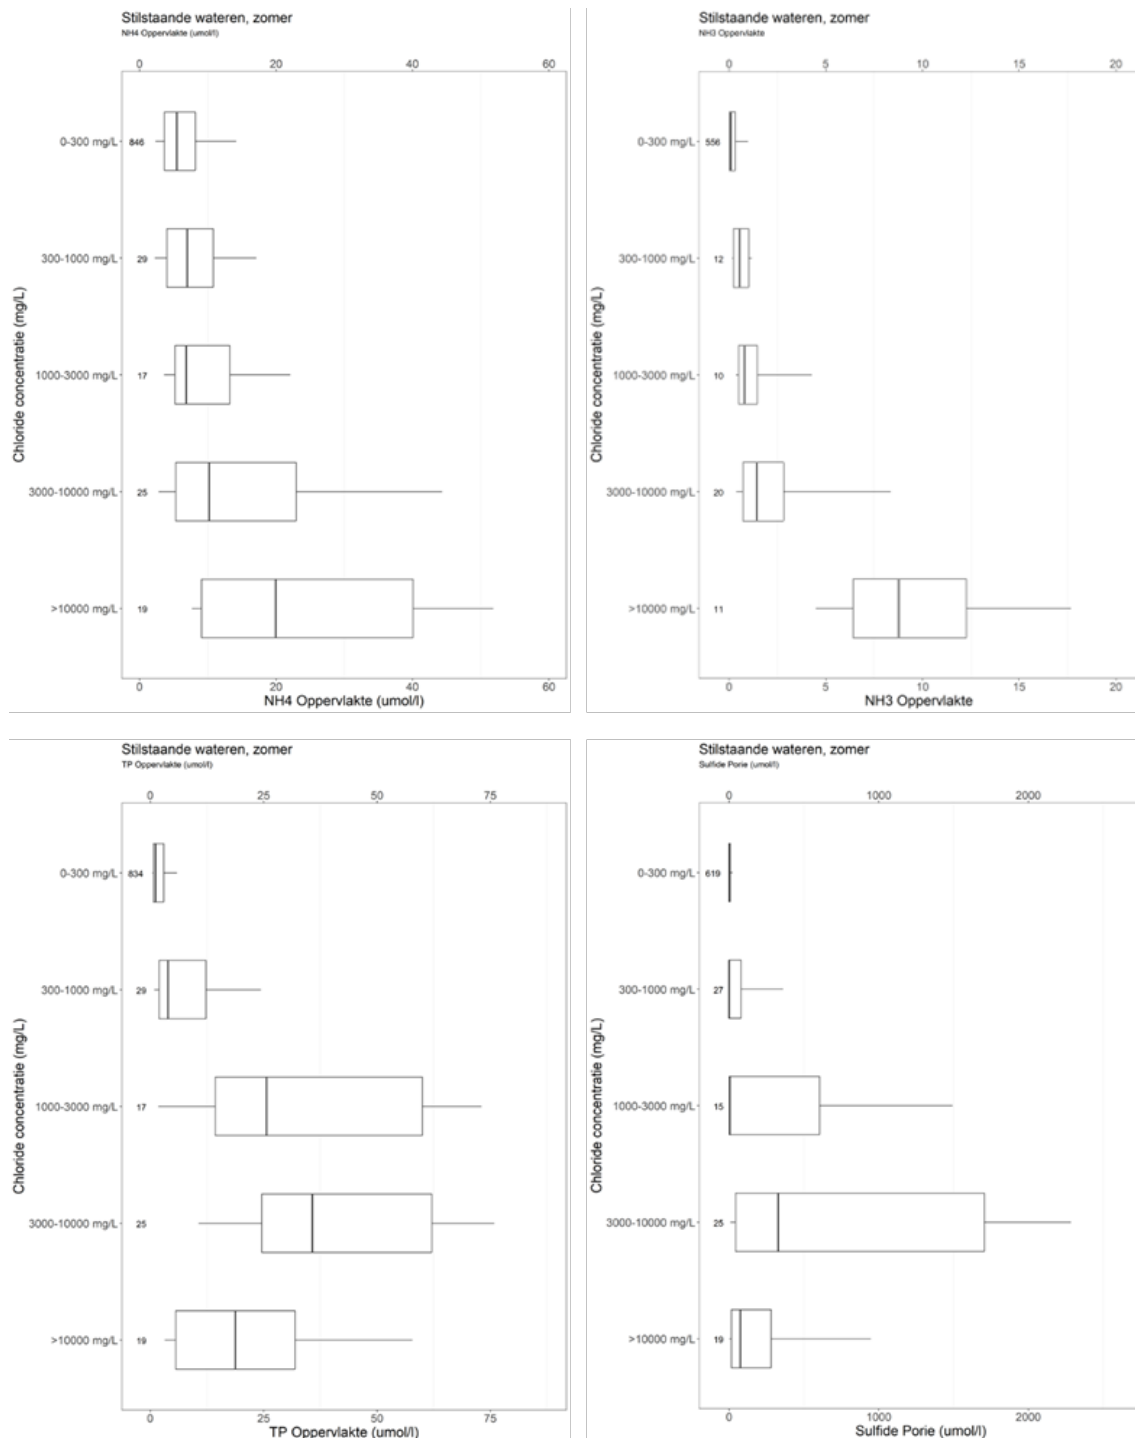 Stilstaande wateren, zomer
NH4 Oppervlakte (umol/l)
0 20 40 60
Chloride concentratie (mg/L)
0-300 mg/L 846
300-1000 mg/L 29
1000-3000 mg/L 17
3000-10000 mg/L 25
>10000 mg/L 19
0 20 40 60
NH4 Oppervlakte (umol/l)
Stilstaande wateren, zomer
NH3 Oppervlakte
0 5 10 15 20
Chloride concentratie (mg/L)
0-300 mg/L 556
300-1000 mg/L 12
1000-3000 mg/L 10
3000-10000 mg/L 20
>10000 mg/L 11
0 5 10 15 20
NH3 Oppervlakte
Stilstaande wateren, zomer
TP Oppervlakte (umol/l)
0 25 50 75
Chloride concentratie (mg/L)
0-300 mg/L 834
300-1000 mg/L 29
1000-3000 mg/L 17
3000-10000 mg/L 25
>10000 mg/L 19
0 25 50 75
TP Oppervlakte (umol/l)
Stilstaande wateren, zomer
Sulfide Porie (umol/l)
0 1000 2000
Chloride concentratie (mg/L)
0-300 mg/L 619
300-1000 mg/L 27
1000-3000 mg/L 15
3000-10000 mg/L 25
>10000 mg/L 19
0 1000 2000
Sulfide Porie (umol/l)